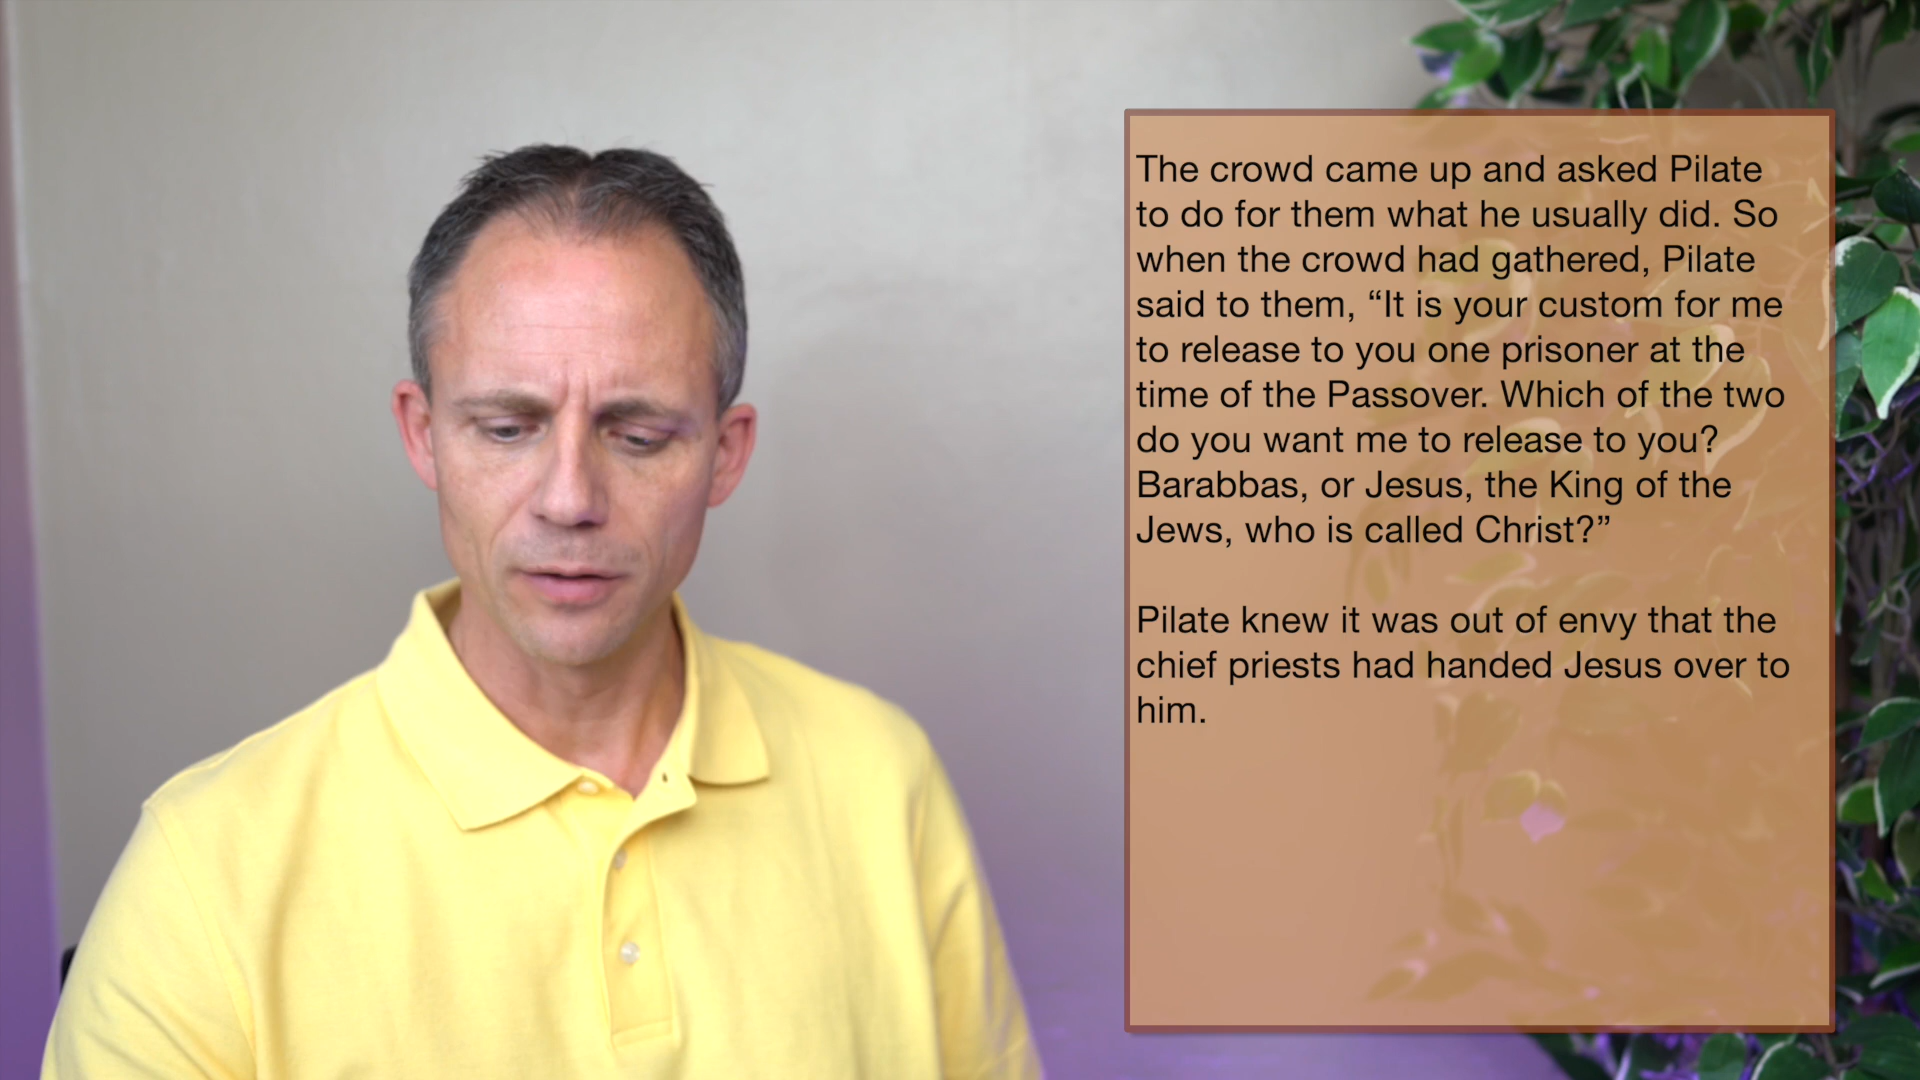 The crowd came up and asked Pilate
to do for them what he usually did. So
when the crowd had gathered, Pilate
said to them, “It is your custom for me
to release to you one prisoner at the
time of the Passover. Which of the two
do you want me to release to you?
Barabbas, or Jesus, the King of the
Jews, who is called Christ?”
Pilate knew it was out of envy that the
chief priests had handed Jesus over to
him.